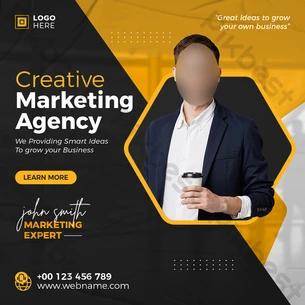 LOGO
HERE
"Great ideas to grow
your own business"
Creative
Marketing
Agency
We Providing Smart Ideas
To grow your Business
LEARN MORE
john smith
MARKETING
EXPERT
+00 123 456 789
www.webname.com